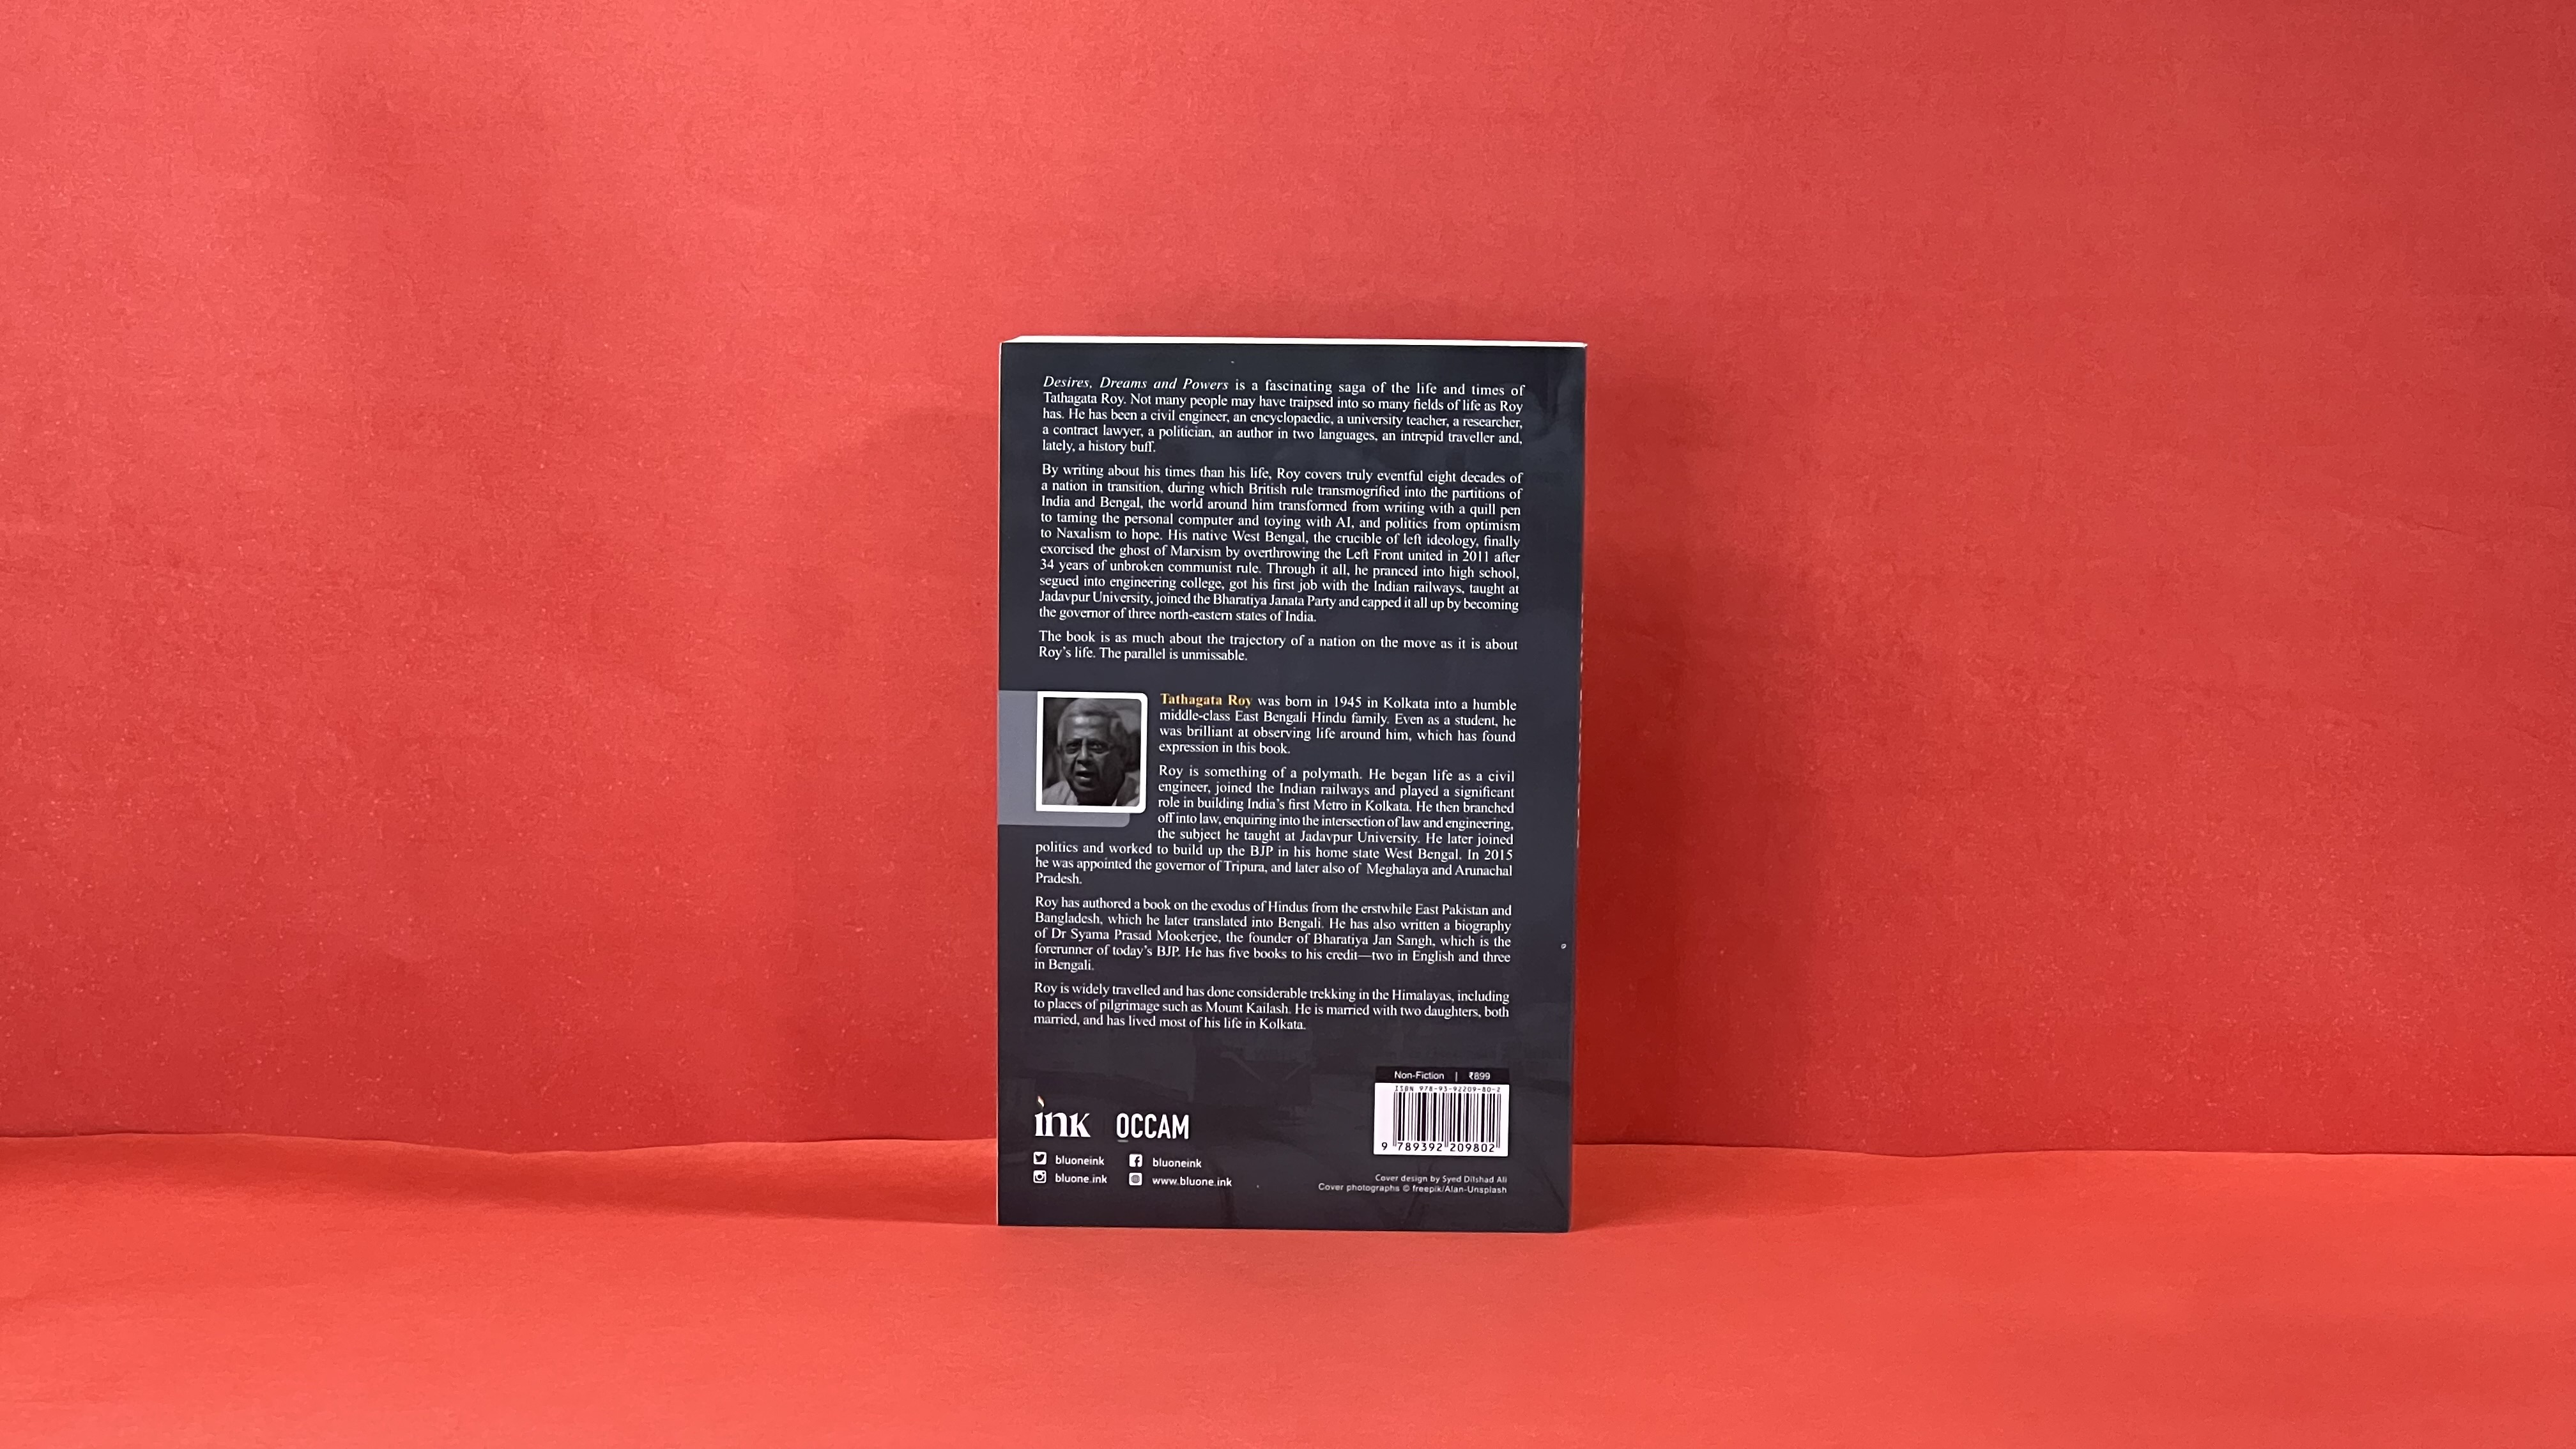 Desires, Dreams and Powers is a fascinating saga of the life and times of
Tathagata Roy. Not many people may have traipsed into so many fields of life as Roy
has. He has been a civil engineer, an encyclopaedic, a university teacher, a researcher,
a contract lawyer, a politician, an author in two languages, an intrepid traveller and,
lately, a history buff.
By writing about his times than his life, Roy covers truly eventful eight decades of
a nation in transition, during which British rule transmogrified into the partitions of
India and Bengal, the world around him transformed from writing with a quill pen
to taming the personal computer and toying with AI, and politics from optimism
to Naxalism to hope. His native West Bengal, the crucible of left ideology, finally
exorcised the ghost of Marxism by overthrowing the Left Front united in 2011 after
34 years of unbroken communist rule. Through it all, he pranced into high school,
segued into engineering college, got his first job with the Indian railways, taught at
Jadavpur University, joined the Bharatiya Janata Party and capped it all up by becoming
the governor of three north-eastern states of India.
The book is as much about the trajectory of a nation on the move as it is about
Roy's life. The parallel is unmissable.
Tathagata Roy was born in 1945 in Kolkata into a humble
middle-class East Bengali Hindu family. Even as a student, he
was brilliant at observing life around him, which has found
expression in this book.
Roy is something of a polymath. He began life as a civil
engineer, joined the Indian railways and played a significant
role in building India's first Metro in Kolkata. He then branched
off into law, enquiring into the intersection of law and engineering,
the subject he taught at Jadavpur University. He later joined
politics and worked to build up the BJP in his home state West Bengal. In 2015
he was appointed the governor of Tripura, and later also of Meghalaya and Arunachal
Pradesh.
Roy has authored a book on the exodus of Hindus from the erstwhile East Pakistan and
Bangladesh, which he later translated into Bengali. He has also written a biography
of Dr Syama Prasad Mookerjee, the founder of Bharatiya Jan Sangh, which is the
forerunner of today's BJP. He has five books to his credit—two in English and three
in Bengali.
Roy is widely travelled and has done considerable trekking in the Himalayas, including
to places of pilgrimage such as Mount Kailash. He is married with two daughters, both
married, and has lived most of his life in Kolkata.
Non-Fiction | ₹899
ISBN 978-93-92209-80-2
9 789392 209802
ink OCCAM
bluoneink bluoneink
bluone.ink www.bluone.ink
Cover design by Syed Dilshad Ali
Cover photographs © freepik/Alan-Unsplash